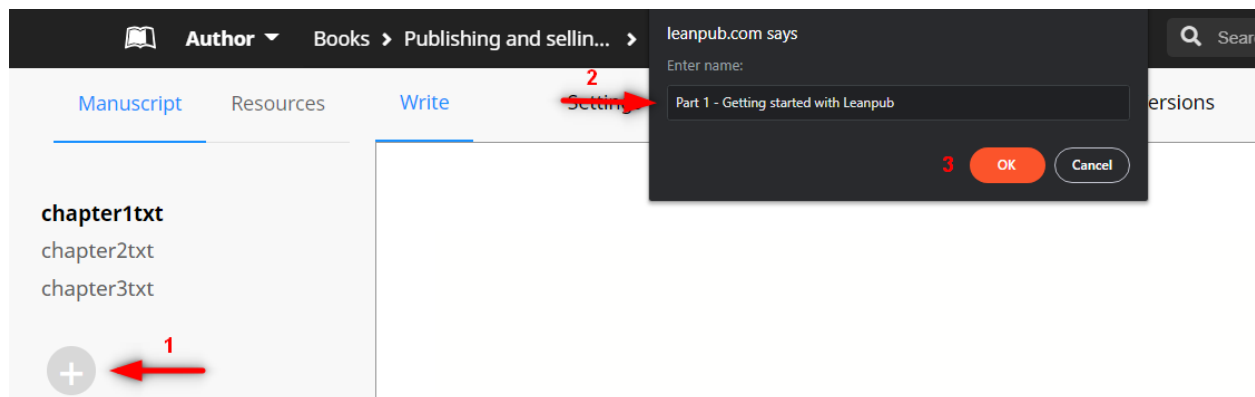 Author Books > Publishing and sellin... >
leanpub.com says
Enter name:
Part 1 - Getting started with Leanpub
OK
Cancel
3
2
Manuscript Resources Write Setting ersions
chapter1txt
chapter2txt
chapter3txt
1
+